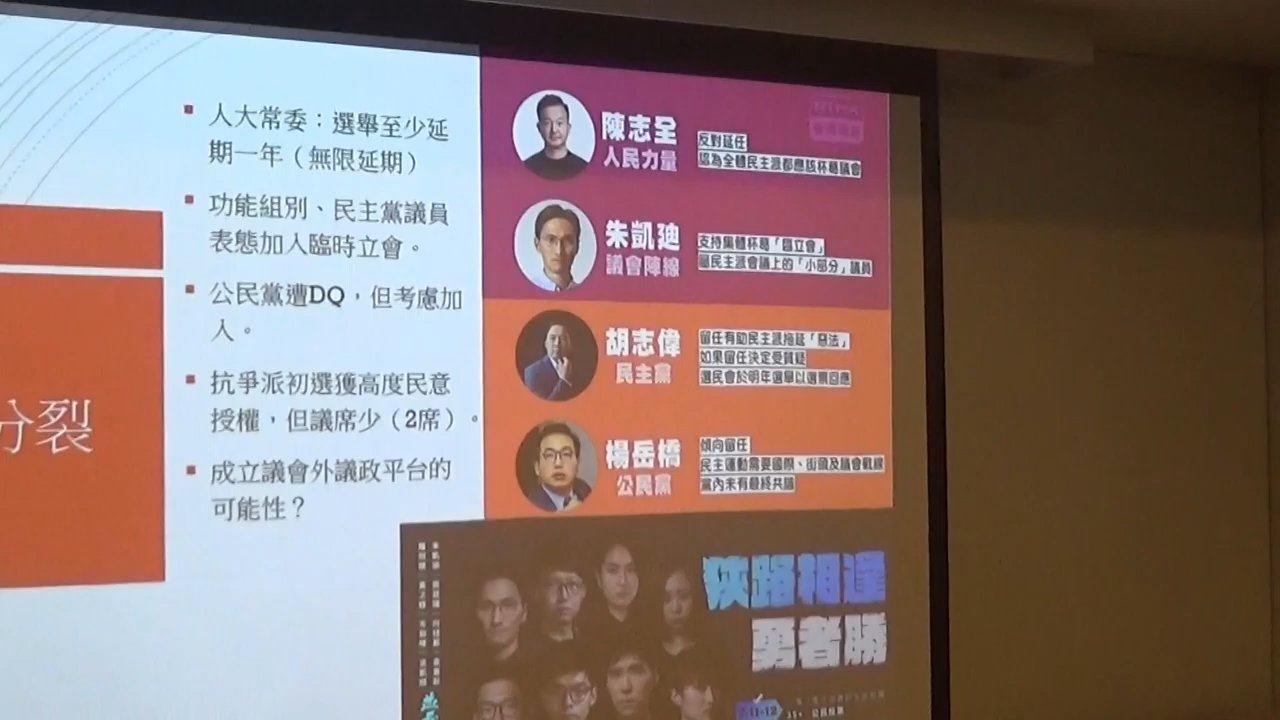 人大常委：選舉至少延
期一年（無限延期）
功能組別、民主黨議員
表態加入臨時立會。
公民黨遭DQ，但考慮加
入。
抗爭派初選獲高度民意
授權，但議席少（2席）。
成立議會外議政平台的
可能性？
分裂
陳志全
人民力量
反對延任
認為全體民主派都應該杯葛議會
朱凱廸
議會陣線
支持集體杯葛「臨立會」
屬民主派會議上的「小部分」議員
胡志偉
民主黨
留任有助民主派拖延「惡法」
如果留任決定受質疑
選民會於明年選舉以選票回應
楊岳橋
公民黨
傾向留任
民主運動需要國際、街頭及議會戰線
黨內未有最終共識
狹路相逢
勇者勝